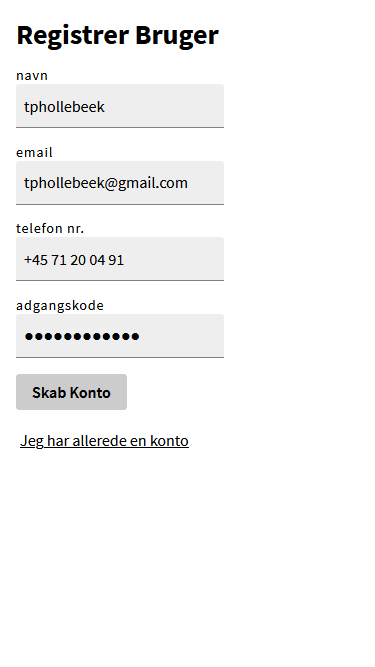 Registrer Bruger
navn
tphollebeek
email
tphollebeek@gmail.com
telefon nr.
+45 71 20 04 91
adgangskode
●●●●●●●●●●●●
Skab Konto
Jeg har allerede en konto